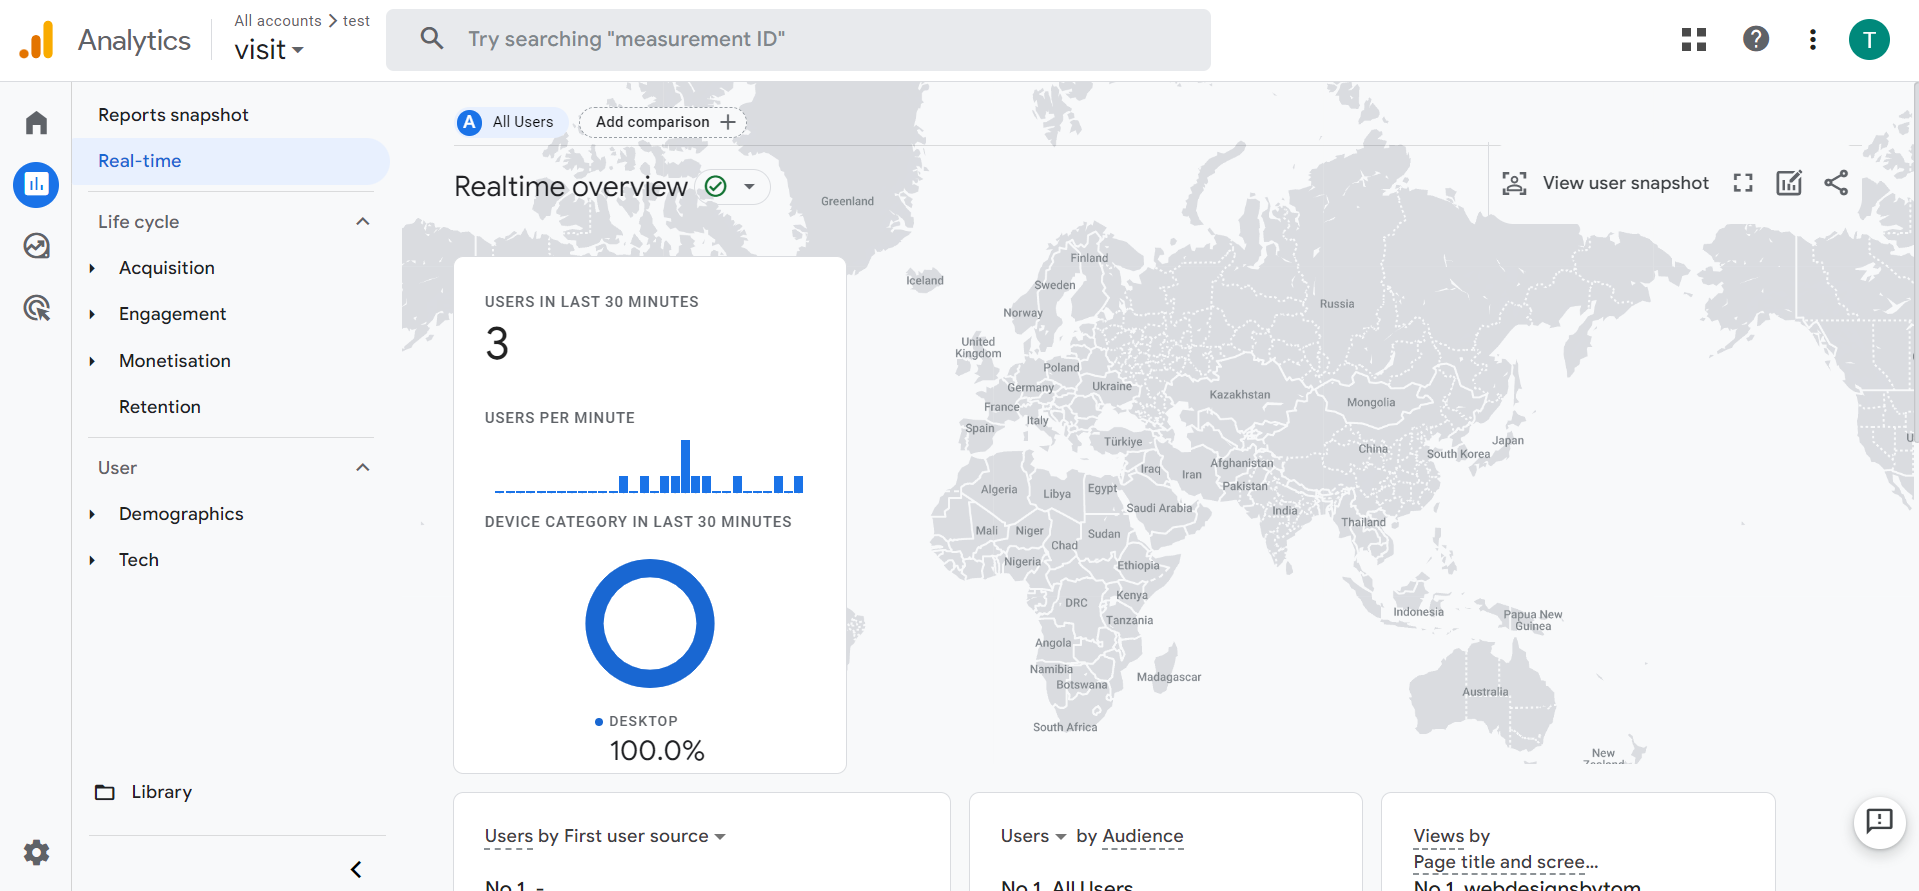 Analytics
All accounts > test
visit
Try searching "measurement ID"
T
Reports snapshot
Real-time
Life cycle
Acquisition
Engagement
Monetisation
Retention
User
Demographics
Tech
Library
A All Users
Add comparison +
Realtime overview
View user snapshot
USERS IN LAST 30 MINUTES
3
USERS PER MINUTE
DEVICE CATEGORY IN LAST 30 MINUTES
DESKTOP
100.0%
Greenland
Iceland
Finland
Sweden
Norway
Russia
United
Kingdom
Poland
Germany
Ukraine
France
Kazakhstan
Mongolia
Italy
Spain
Türkiye
Japan
China
South Korea
Iraq
Iran
Afghanistan
Pakistan
Algeria
Libya
Egypt
Saudi Arabia
India
Thailand
Mali
Niger
Sudan
Chad
Nigeria
Ethiopia
Kenya
DRC
Tanzania
Indonesia
Papua New
Guinea
Angola
Namibia
Botswana
Madagascar
Australia
South Africa
New
Zealand
Users by First user source
No 1 -
Users by Audience
No 1 All Users
Views by
Page title and scree...
No 1 webdesignsbytom